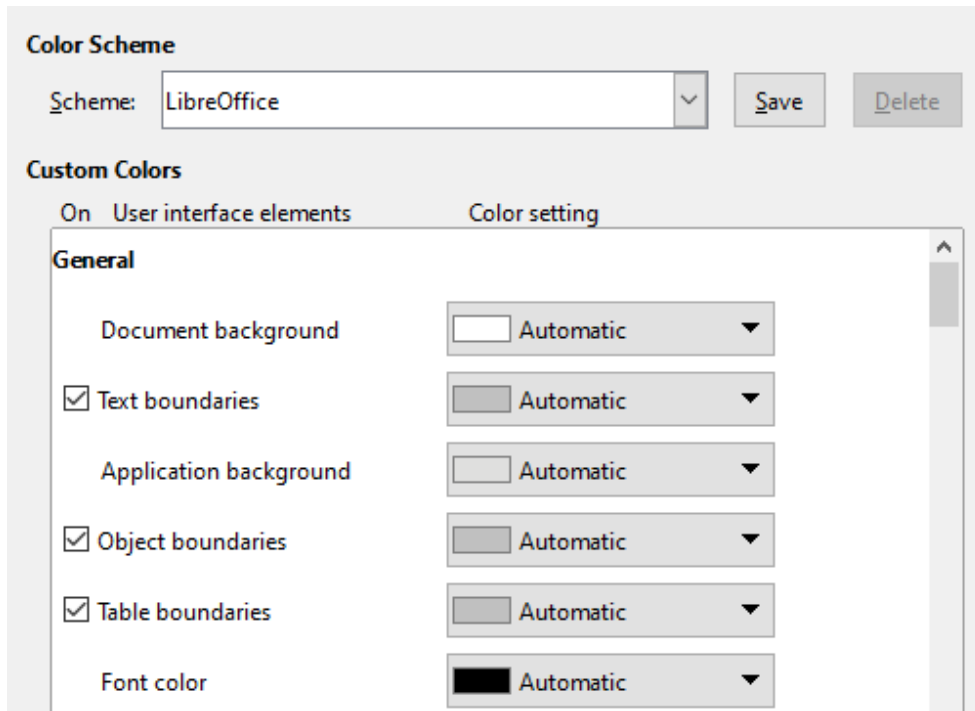 Color Scheme
Scheme: LibreOffice Save Delete
Custom Colors
On User interface elements Color setting
General
Document background Automatic
Text boundaries Automatic
Application background Automatic
Object boundaries Automatic
Table boundaries Automatic
Font color Automatic